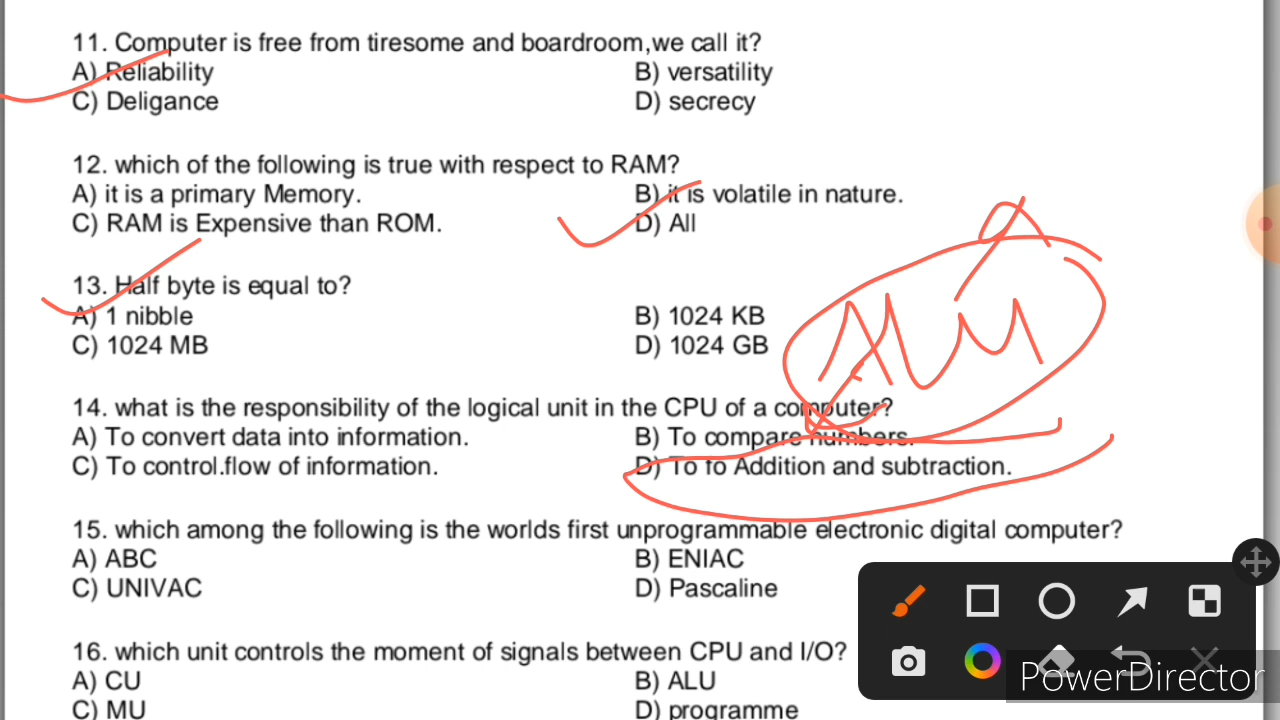 11. Computer is free from tiresome and boardroom,we call it?
A) Reliability B) versatility
C) Deligance D) secrecy
12. which of the following is true with respect to RAM?
A) it is a primary Memory. B) it is volatile in nature.
C) RAM is Expensive than ROM. D) All
13. Half byte is equal to?
A) 1 nibble B) 1024 KB
C) 1024 MB D) 1024 GB
ALU
14. what is the responsibility of the logical unit in the CPU of a computer?
A) To convert data into information. B) To compare numbers.
C) To control.flow of information. D) To fo Addition and subtraction.
15. which among the following is the worlds first unprogrammable electronic digital computer?
A) ABC B) ENIAC
C) UNIVAC D) Pascaline
16. which unit controls the moment of signals between CPU and I/O?
A) CU B) ALU
C) MU D) programme
PowerDirector